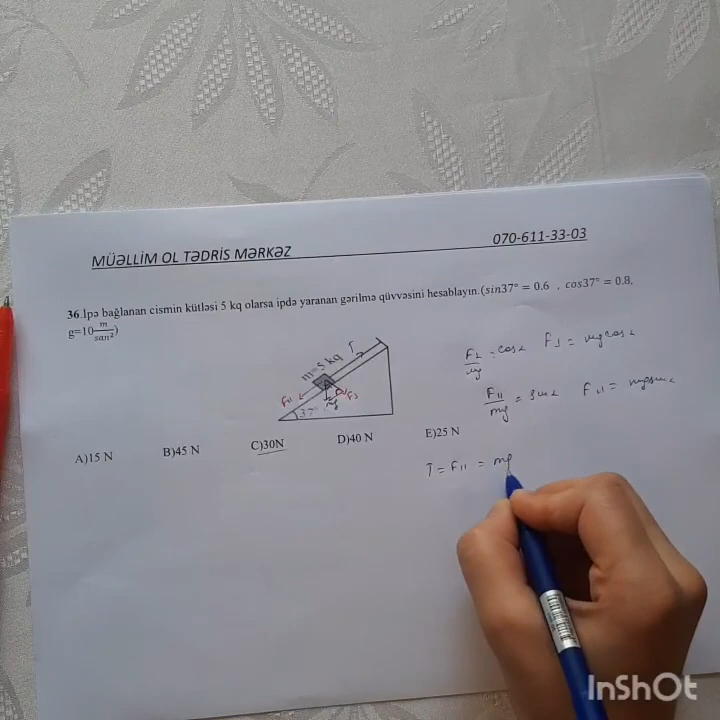 MÜƏLLİM OL TƏDRİS MƏRKƏZ
070-611-33-03
36.İpə bağlanan cismin kütləsi 5 kq olarsa ipdə yaranan gərilmə qüvvəsini hesablayın.(sin37° = 0.6 , cos37° = 0.8,
g=10 m/san²)
m=5 kq
T
F||
mg
α
F⊥
37°
F⊥/mg = cosα F⊥ = mgcosα
F||/mg = sinα F|| = mgsinα
A)15 N B)45 N C)30N D)40 N E)25 N
T = F|| = mg
InShOt